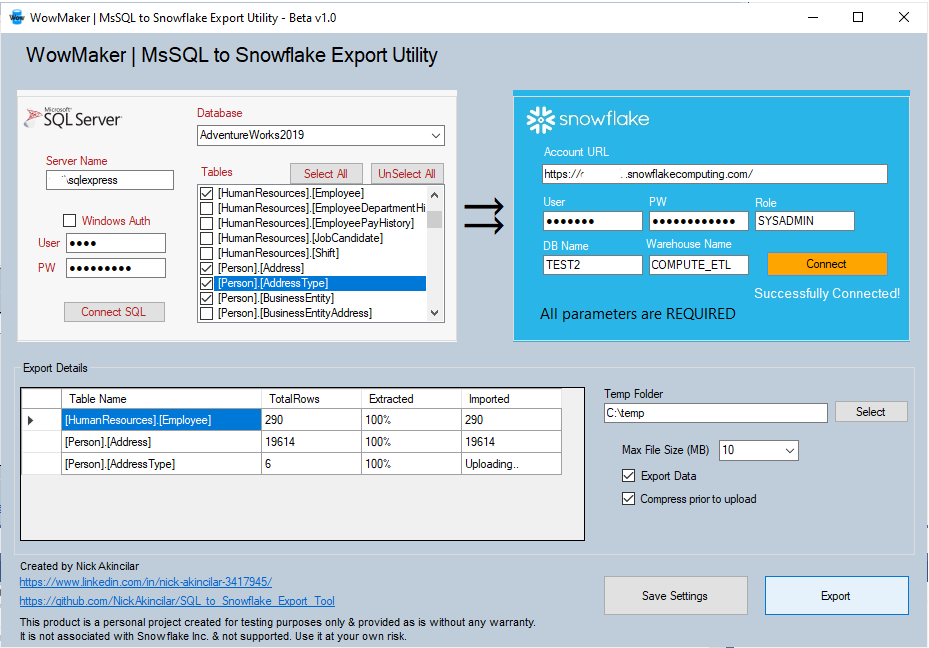 WowMaker | MsSQL to Snowflake Export Utility - Beta v1.0
WowMaker | MsSQL to Snowflake Export Utility
Microsoft
SQL Server
Server Name
\sqlexpress
Windows Auth
User
●●●●
PW
●●●●●●●●●
Connect SQL
Database
AdventureWorks2019
Tables
Select All
UnSelect All
[HumanResources].[Employee]
[HumanResources].[EmployeeDepartmentHi
[HumanResources].[EmployeePayHistory]
[HumanResources].[JobCandidate]
[HumanResources].[Shift]
[Person].[Address]
[Person].[AddressType]
[Person].[BusinessEntity]
[Person].[BusinessEntityAddress]
snowflake
Account URL
https:// .snowflakecomputing.com/
User PW Role
●●●●●●● ●●●●●●●●●●●● SYSADMIN
DB Name Warehouse Name
TEST2 COMPUTE_ETL Connect
Successfully Connected!
All parameters are REQUIRED
Export Details
Table Name TotalRows Extracted Imported
[HumanResources].[Employee] 290 100% 290
[Person].[Address] 19614 100% 19614
[Person].[AddressType] 6 100% Uploading..
Temp Folder
C:\temp Select
Max File Size (MB) 10
Export Data
Compress prior to upload
Created by Nick Akincilar
https://www.linkedin.com/in/nick-akincilar-3417945/
https://github.com/NickAkincilar/SQL_to_Snowflake_Export_Tool
This product is a personal project created for testing purposes only & provided as is without any warranty.
It is not associated with Snowflake Inc. & not supported. Use it at your own risk.
Save Settings
Export